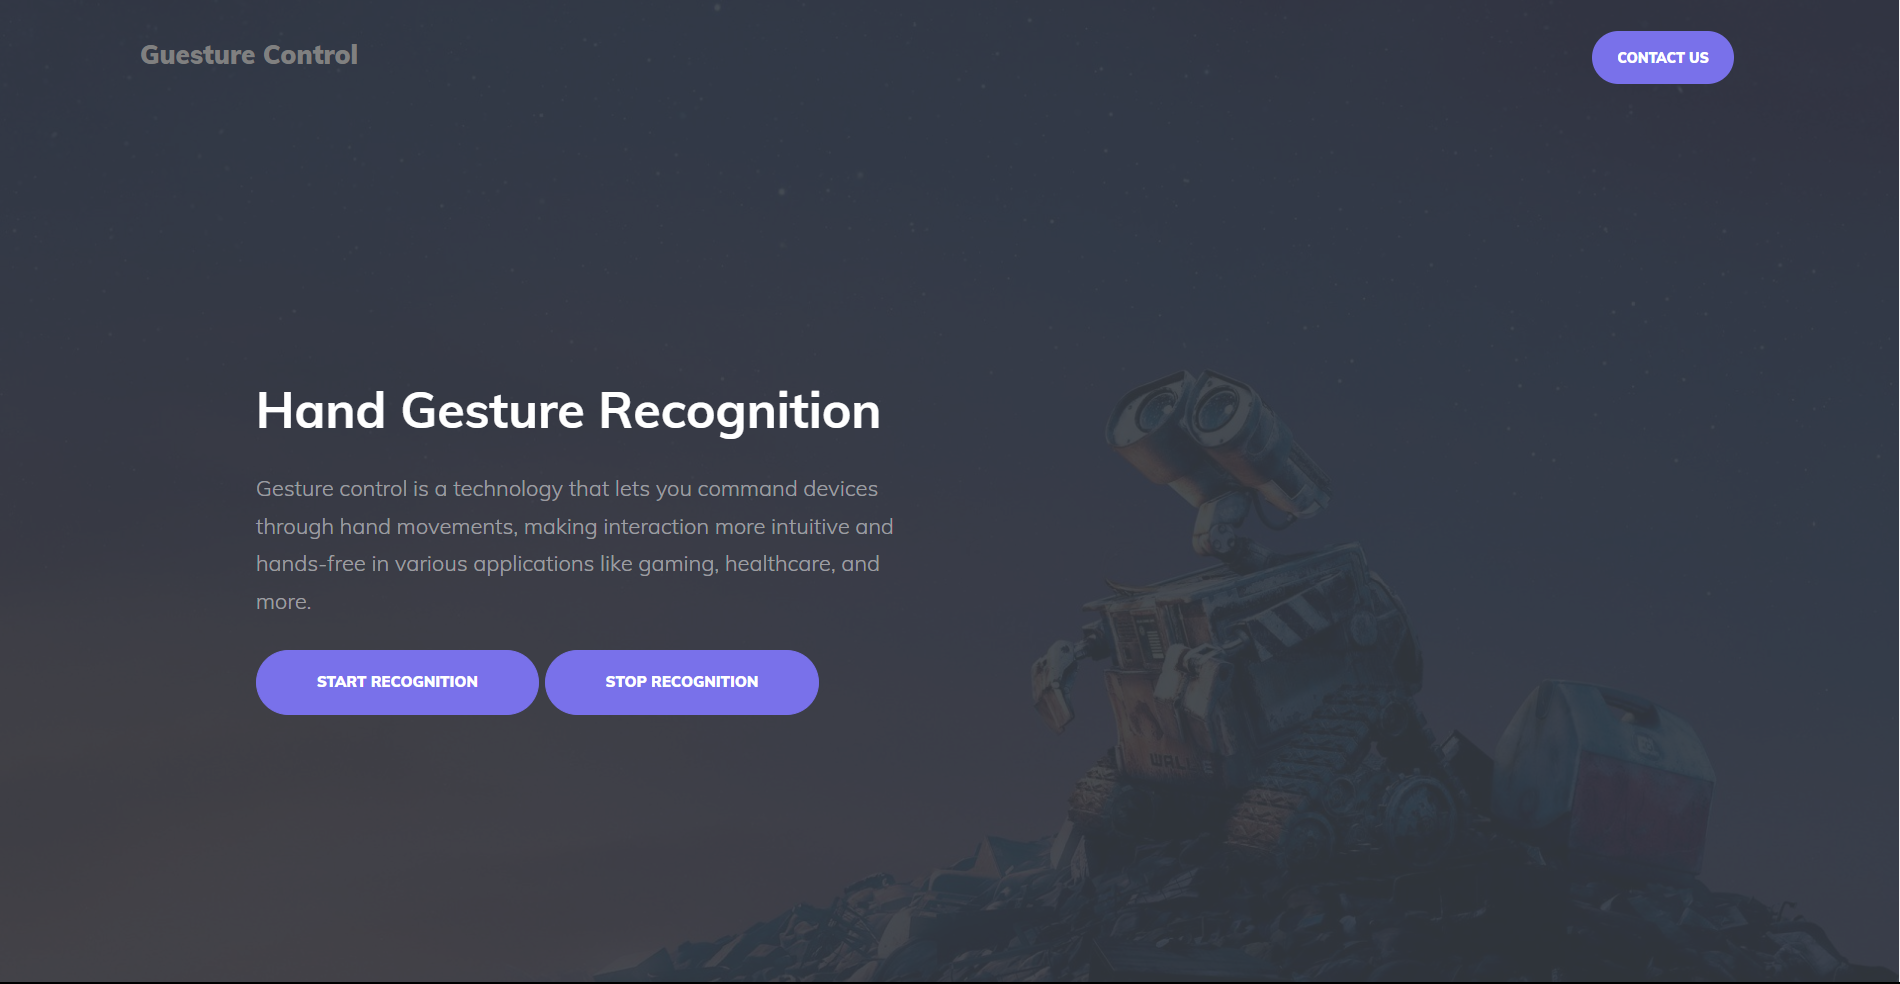 Guesture Control
CONTACT US
Hand Gesture Recognition
Gesture control is a technology that lets you command devices
through hand movements, making interaction more intuitive and
hands-free in various applications like gaming, healthcare, and
more.
START RECOGNITION
STOP RECOGNITION
WALL E